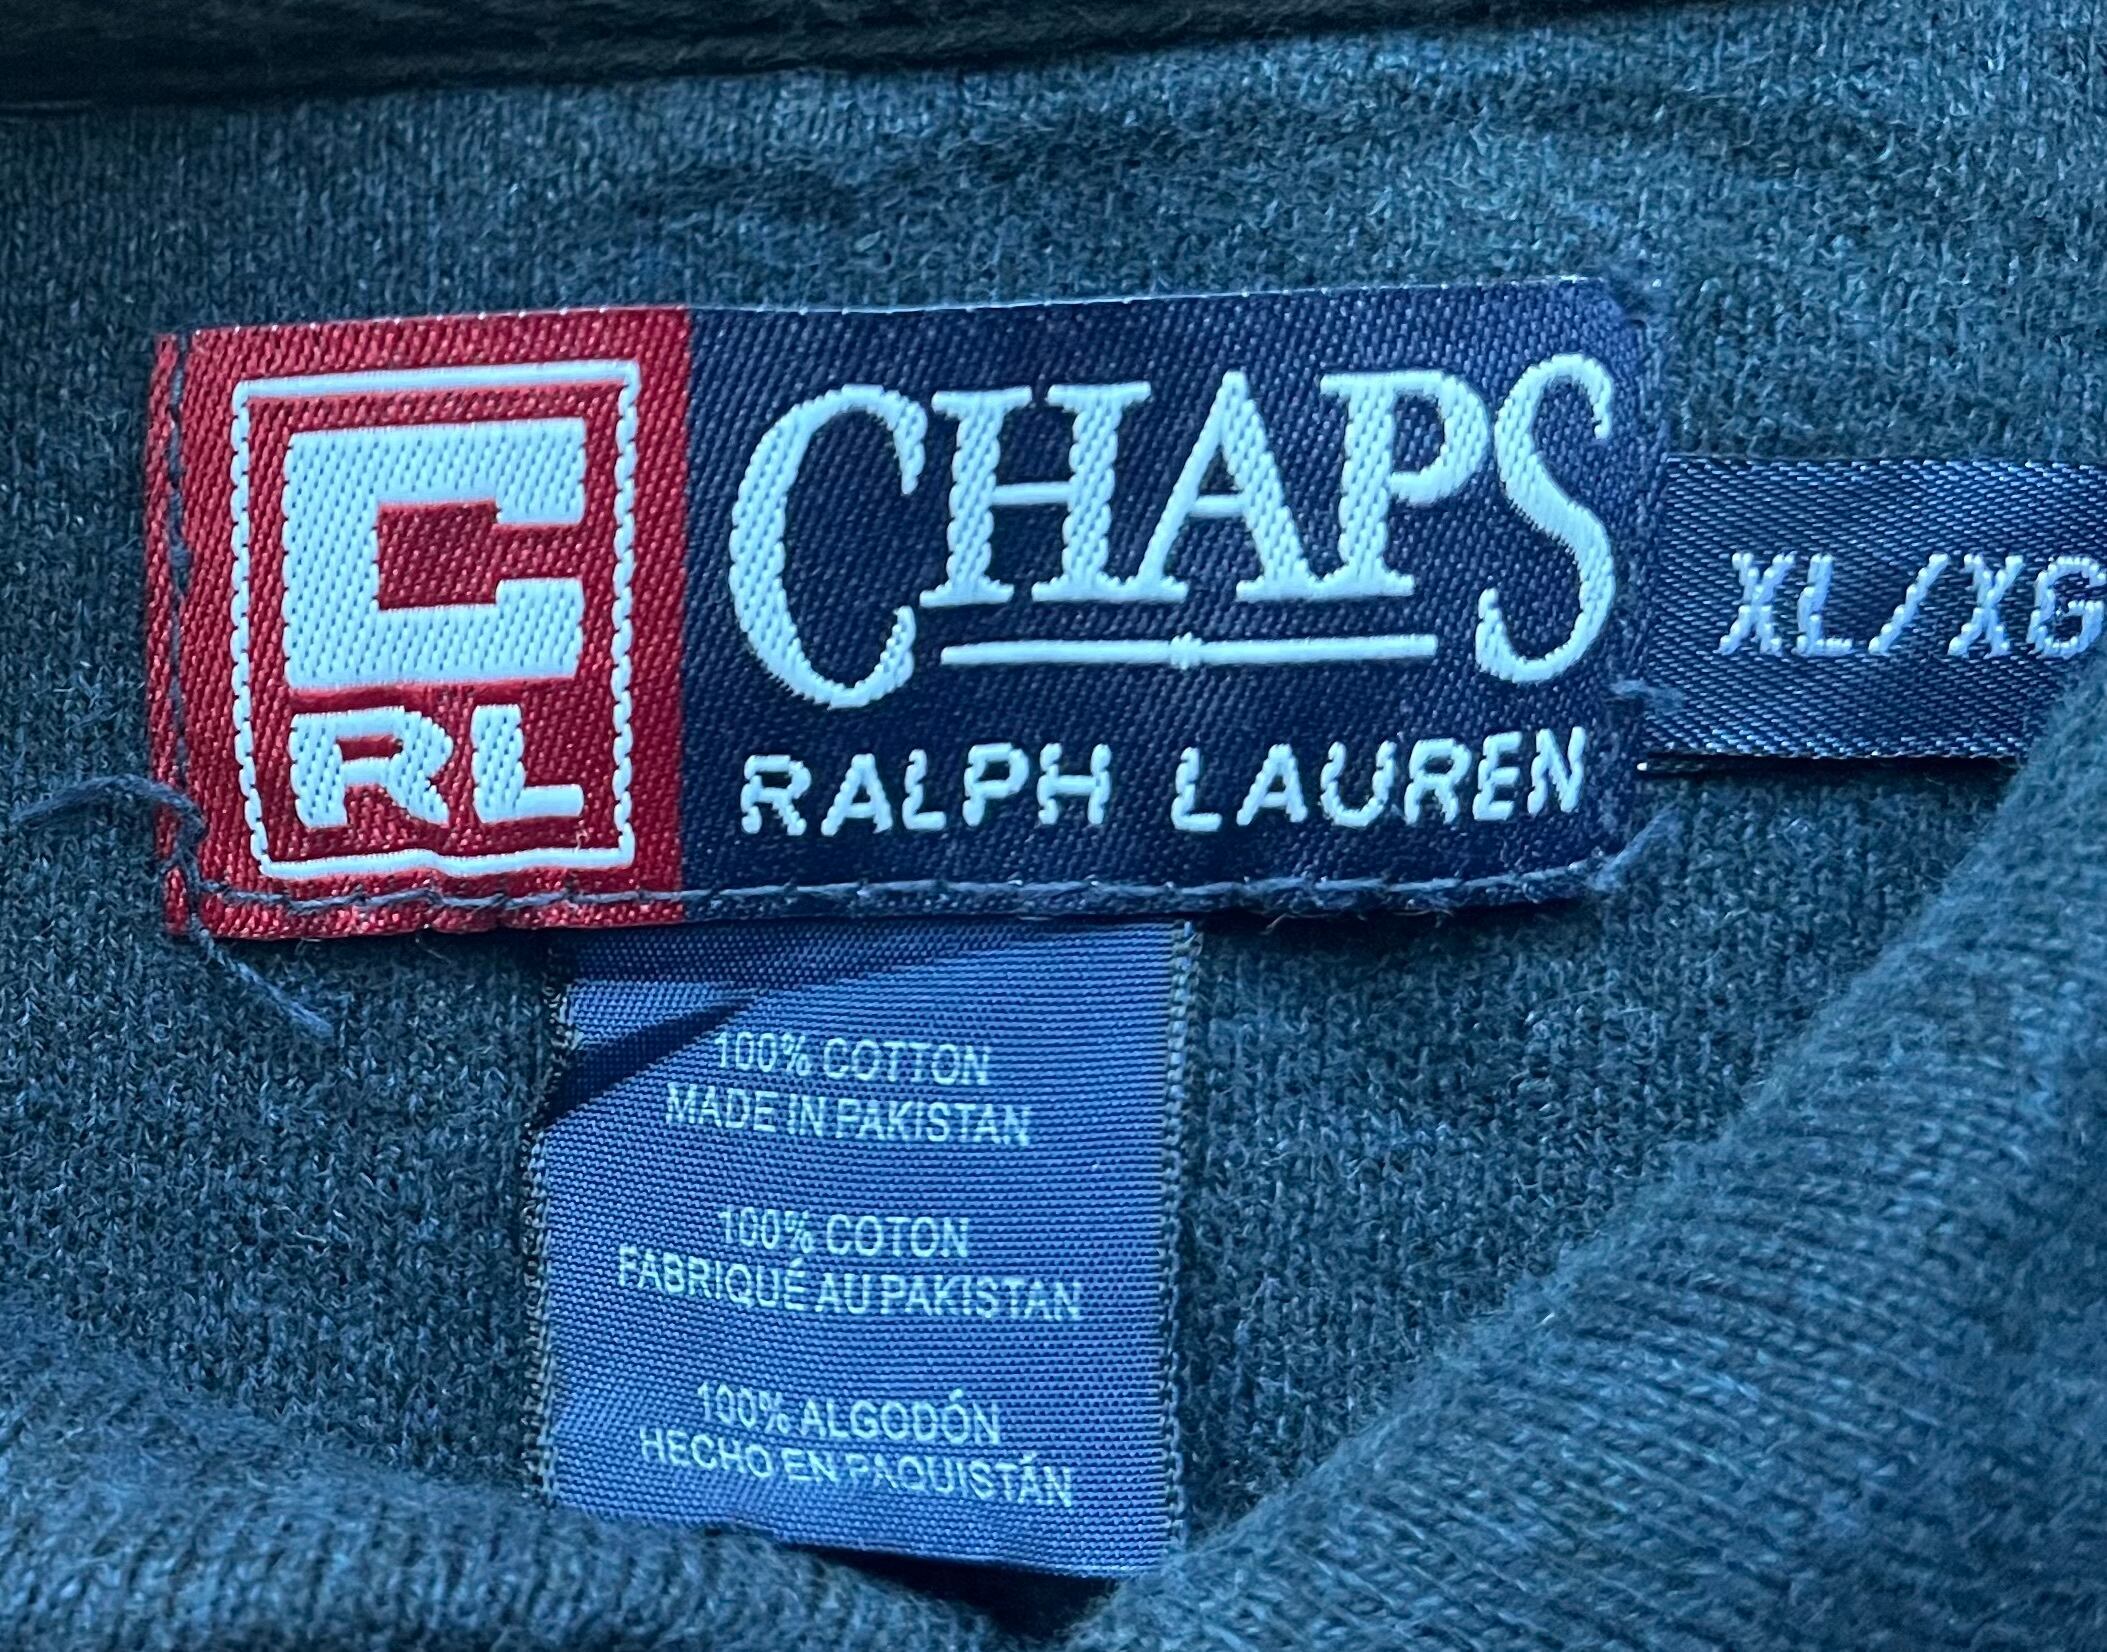 C
RL
CHAPS
RALPH LAUREN
XL/XG
100% COTTON
MADE IN PAKISTAN
100% COTON
FABRIQUÉ AU PAKISTAN
100% ALGODÓN
HECHO EN PAQUISTÁN